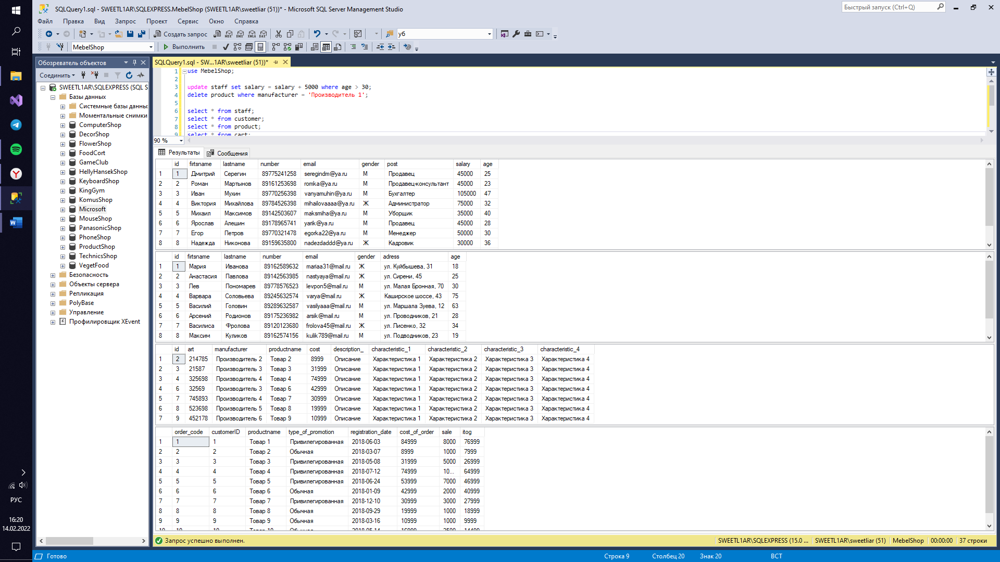 SQLQuery1.sql - SWEETL1AR\SQLEXPRESS.MebelShop (SWEETL1AR\sweetliar (51))* - Microsoft SQL Server Management Studio
Быстрый запуск (Ctrl+Q)
Файл Правка Вид Запрос Проект Сервис Окно Справка
Создать запрос MDX DMX XMLA DAX уб
MebelShop Выполнить
Обозреватель объектов
Соединить
SWEETL1AR\SQLEXPRESS (SQL S
Базы данных
Системные базы данны
Моментальные снимки
ComputerShop
DecorShop
FlowerShop
FoodCort
GameClub
HellyHansekShop
KeyboardShop
KingGym
KomusShop
Microsoft
MouseShop
PanasonicShop
PhoneShop
ProductShop
TechnicsShop
VegetFood
Безопасность
Объекты сервера
Репликация
PolyBase
Управление
Профилировщик XEvent
SQLQuery1.sql - SW...1AR\sweetliar (51))*
1 use MebelShop;
2
3 update staff set salary = salary + 5000 where age > 30;
4 delete product where manufacturer = 'Производитель 1';
5
6 select * from staff;
7 select * from customer;
8 select * from product;
9 select * from cart;
90 %
Результаты Сообщения
id firtsname lastname number email gender post salary age
1 1 Дмитрий Серегин 89775241258 seregindm@ya.ru М Продавец 45000 25
2 2 Роман Мартынов 89161253698 romka@ya.ru М Продавец-консультант 45000 23
3 3 Иван Мухин 89770256398 vanyamuhin@ya.ru М Бухгалтер 105000 47
4 4 Виктория Михайлова 89784526398 mihailovaaaa@ya.ru Ж Администратор 75000 32
5 5 Михаил Максимов 89142503607 maksmiha@ya.ru М Уборщик 35000 40
6 6 Ярослав Алешин 89178965741 yarik@ya.ru М Продавец 45000 28
7 7 Егор Петров 89770321478 egorka22@ya.ru М Менеджер 50000 30
8 8 Надежда Никонова 89159635800 nadezdaddd@ya.ru Ж Кадровик 30000 36
id firtsname lastname number email gender adress age
1 1 Мария Иванова 89162589632 mariaa31@mail.ru Ж ул. Куйбышева, 31 18
2 2 Анастасия Павлова 89142563985 nastyaya@mail.ru Ж ул. Сирени, 45 25
3 3 Лев Пономарев 89778576523 levpon5@mail.ru М ул. Малая Бронная, 70 30
4 4 Варвара Соловьева 89245632574 varya@mail.ru Ж Каширское шоссе, 43 75
5 5 Василий Головин 89289632587 vasilyaaa@mail.ru М ул. Маршала Зуева, 12 63
6 6 Арсений Родионов 89175236982 arsik@mail.ru М ул. Проводников, 21 28
7 7 Василиса Фролова 89120123680 frolova45@mail.ru Ж ул. Лисенко, 32 34
8 8 Максим Куликов 89162574156 kulik789@mail.ru М ул. Подводников, 23 19
id art manufacturer productname cost description_ characteristic_1 characteristic_2 characteristic_3 characteristic_4
1 2 214785 Производитель 2 Товар 2 8999 Описание Характеристика 1 Характеристика 2 Характеристика 3 Характеристика 4
2 3 21587 Производитель 3 Товар 3 31999 Описание Характеристика 1 Характеристика 2 Характеристика 3 Характеристика 4
3 4 325698 Производитель 4 Товар 4 74999 Описание Характеристика 1 Характеристика 2 Характеристика 3 Характеристика 4
4 6 32569 Производитель 3 Товар 6 42999 Описание Характеристика 1 Характеристика 2 Характеристика 3 Характеристика 4
5 7 745893 Производитель 4 Товар 7 30999 Описание Характеристика 1 Характеристика 2 Характеристика 3 Характеристика 4
6 8 523698 Производитель 5 Товар 8 19999 Описание Характеристика 1 Характеристика 2 Характеристика 3 Характеристика 4
7 9 452178 Производитель 6 Товар 9 10999 Описание Характеристика 1 Характеристика 2 Характеристика 3 Характеристика 4
order_code customerID productname type_of_promotion registration_date cost_of_order sale itog
1 1 1 Товар 1 Привилегированная 2018-06-03 84999 8000 76999
2 2 2 Товар 2 Обычная 2018-03-07 8999 1000 7999
3 3 3 Товар 3 Привилегированная 2018-05-08 31999 5000 26999
4 4 4 Товар 4 Привилегированная 2018-07-12 74999 10... 64999
5 5 5 Товар 5 Привилегированная 2018-06-24 53999 7000 46999
6 6 6 Товар 6 Обычная 2018-01-09 42999 2000 40999
7 7 7 Товар 7 Привилегированная 2018-12-10 30999 3000 27999
8 8 8 Товар 8 Обычная 2018-09-29 19999 1000 18999
9 9 9 Товар 9 Обычная 2018-03-16 10999 1000 9999
10 10 10 Товар 10 Обычная 2018-05-14 16999 2500 14499
Запрос успешно выполнен. SWEETL1AR\SQLEXPRESS (15.0 ... SWEETL1AR\sweetliar (51) MebelShop 00:00:00 37 строки
Готово Строка 9 Столбец 20 Знак 20 ВСТ
РУС
16:20
14.02.2022